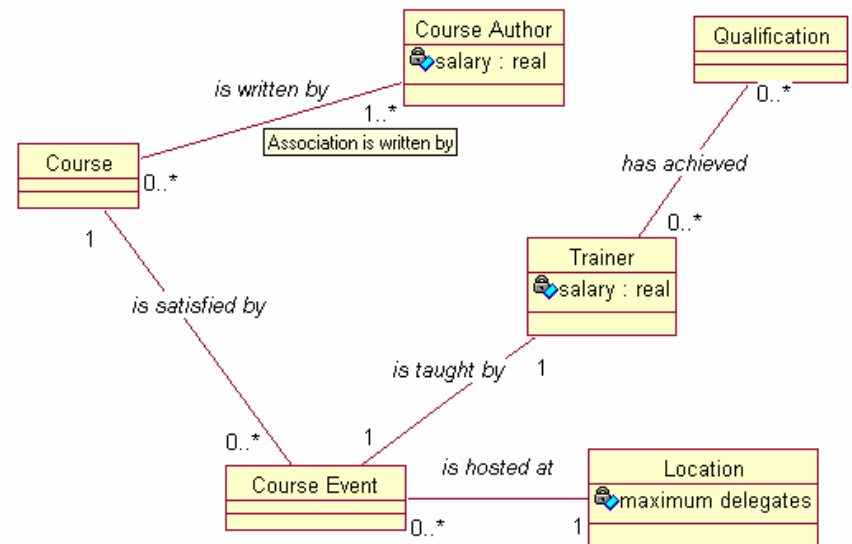 Course Author
salary : real
Qualification
is written by
1..*
0..*
Association is written by
Course
0..*
has achieved
1
0..*
Trainer
salary : real
is satisfied by
is taught by
1
0..*
1
is hosted at
Location
Course Event
maximum delegates
0..*
1